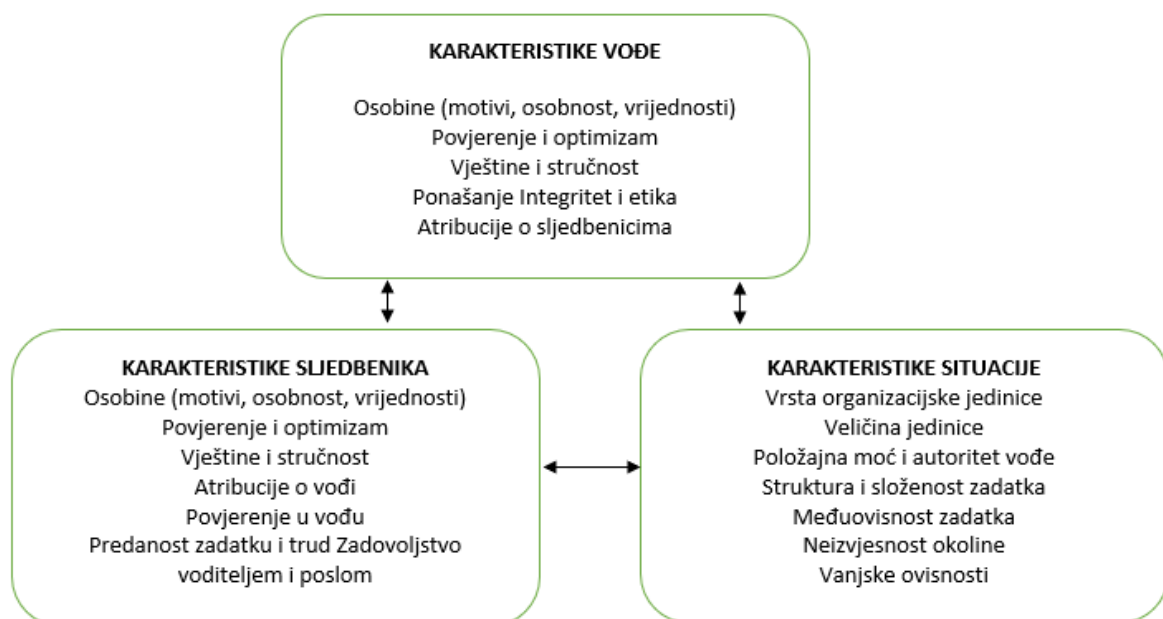 KARAKTERISTIKE VOĐE
Osobine (motivi, osobnost, vrijednosti)
Povjerenje i optimizam
Vještine i stručnost
Ponašanje Integritet i etika
Atribucije o sljedbenicima
KARAKTERISTIKE SLJEDBENIKA
Osobine (motivi, osobnost, vrijednosti)
Povjerenje i optimizam
Vještine i stručnost
Atribucije o vođi
Povjerenje u vođu
Predanost zadatku i trud Zadovoljstvo
voditeljem i poslom
KARAKTERISTIKE SITUACIJE
Vrsta organizacijske jedinice
Veličina jedinice
Položajna moć i autoritet vođe
Struktura i složenost zadatka
Međuovisnost zadatka
Neizvjesnost okoline
Vanjske ovisnosti